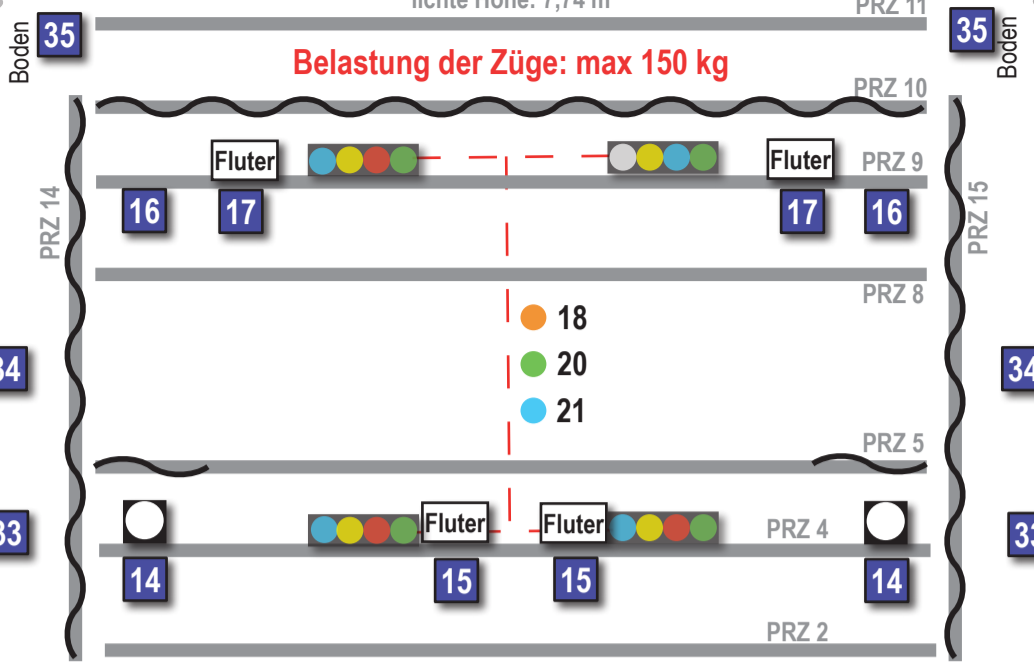 lichte Höhe: 7,74 m
PRZ 11
35
35
Boden
Boden
Belastung der Züge: max 150 kg
PRZ 10
Fluter
Fluter
PRZ 9
16
17
17
16
PRZ 14
PRZ 15
PRZ 8
18
34
20
34
21
PRZ 5
33
Fluter
Fluter
PRZ 4
33
14
15
15
14
PRZ 2